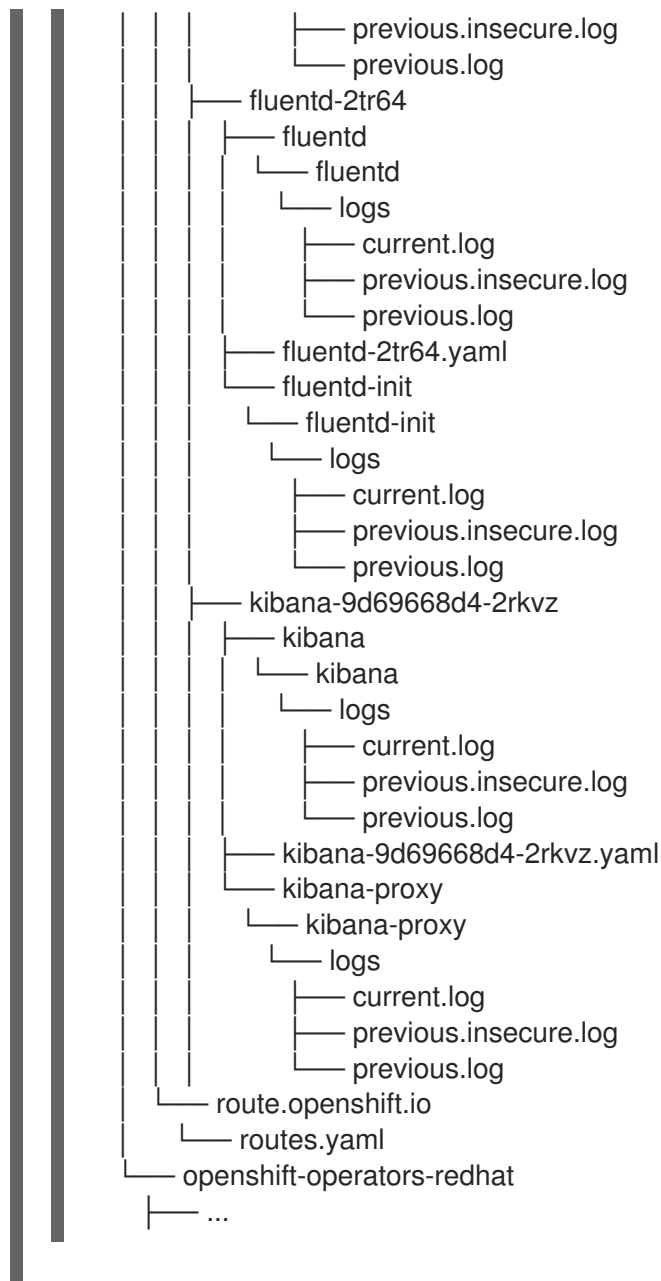 │ │ │ ├── previous.insecure.log
│ │ │ └── previous.log
│ │ ├── fluentd-2tr64
│ │ │ ├── fluentd
│ │ │ │ └── fluentd
│ │ │ │ └── logs
│ │ │ │ ├── current.log
│ │ │ │ ├── previous.insecure.log
│ │ │ │ └── previous.log
│ │ │ ├── fluentd-2tr64.yaml
│ │ │ └── fluentd-init
│ │ │ └── fluentd-init
│ │ │ └── logs
│ │ │ ├── current.log
│ │ │ ├── previous.insecure.log
│ │ │ └── previous.log
│ │ ├── kibana-9d69668d4-2rkvz
│ │ │ ├── kibana
│ │ │ │ └── kibana
│ │ │ │ └── logs
│ │ │ │ ├── current.log
│ │ │ │ ├── previous.insecure.log
│ │ │ │ └── previous.log
│ │ │ ├── kibana-9d69668d4-2rkvz.yaml
│ │ │ └── kibana-proxy
│ │ │ └── kibana-proxy
│ │ │ └── logs
│ │ │ ├── current.log
│ │ │ ├── previous.insecure.log
│ │ │ └── previous.log
│ └── route.openshift.io
│ └── routes.yaml
└── openshift-operators-redhat
├── ...